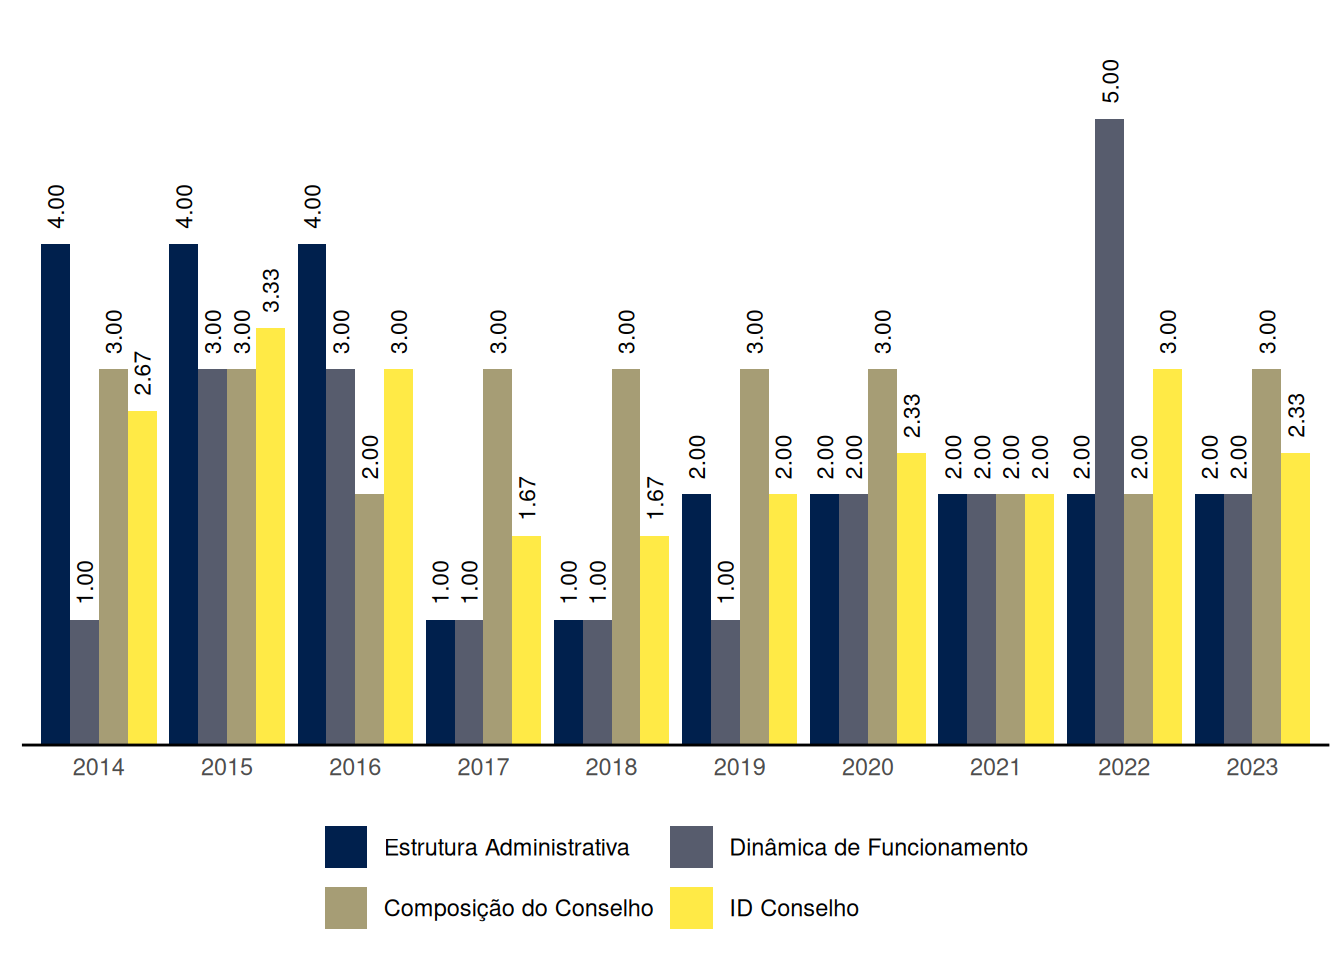 5.00
4.00 4.00 4.00
3.33
3.00 3.00 3.00 3.00 3.00 3.00 3.00 3.00 3.00 3.00 3.00
2.67
2.33 2.33
2.00 2.00 2.00 2.00 2.00 2.00 2.00 2.00 2.00 2.00 2.00 2.00 2.00
1.67 1.67
1.00 1.00 1.00 1.00 1.00 1.00
2014 2015 2016 2017 2018 2019 2020 2021 2022 2023
Estrutura Administrativa Dinâmica de Funcionamento
Composição do Conselho ID Conselho